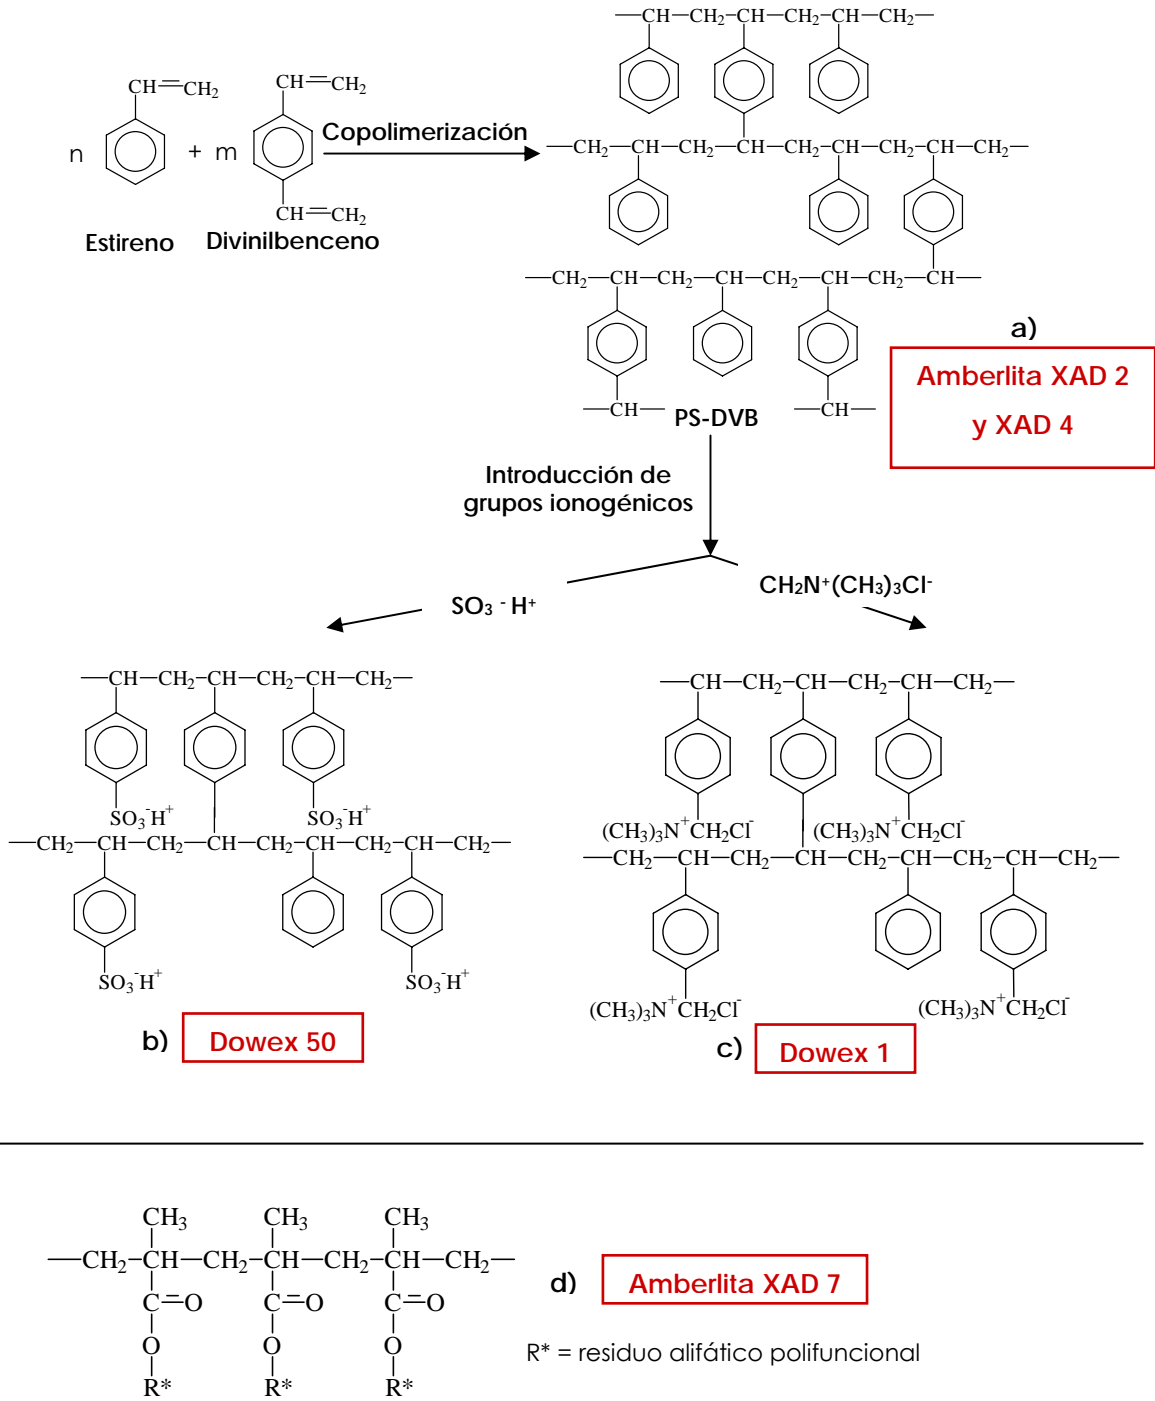 —CH—CH₂—CH—CH₂—CH—CH₂—
CH=CH₂
CH=CH₂
n
+ m
Copolimerización
—CH₂—CH—CH₂—CH—CH₂—CH—CH₂—CH—CH₂—
CH=CH₂
Estireno
Divinilbenceno
—CH₂—CH—CH₂—CH—CH₂—CH—CH₂—CH—
a)
Amberlita XAD 2
y XAD 4
—CH—
PS-DVB
—CH—
Introducción de
grupos ionogénicos
SO₃ ⁻ H⁺
CH₂N⁺(CH₃)₃Cl⁻
—CH—CH₂—CH—CH₂—CH—CH₂—
SO₃⁻H⁺
SO₃⁻H⁺
—CH₂—CH—CH₂—CH—CH₂—CH—CH₂—CH—CH₂—
SO₃⁻H⁺
SO₃⁻H⁺
b)
Dowex 50
—CH—CH₂—CH—CH₂—CH—CH₂—
(CH₃)₃N⁺CH₂Cl⁻
(CH₃)₃N⁺CH₂Cl⁻
—CH₂—CH—CH₂—CH—CH₂—CH—CH₂—CH—CH₂—
(CH₃)₃N⁺CH₂Cl⁻
(CH₃)₃N⁺CH₂Cl⁻
c)
Dowex 1
CH₃ CH₃ CH₃
—CH₂—CH—CH₂—CH—CH₂—CH—CH₂—
C=O C=O C=O
O O O
R* R* R*
d)
Amberlita XAD 7
R* = residuo alifático polifuncional